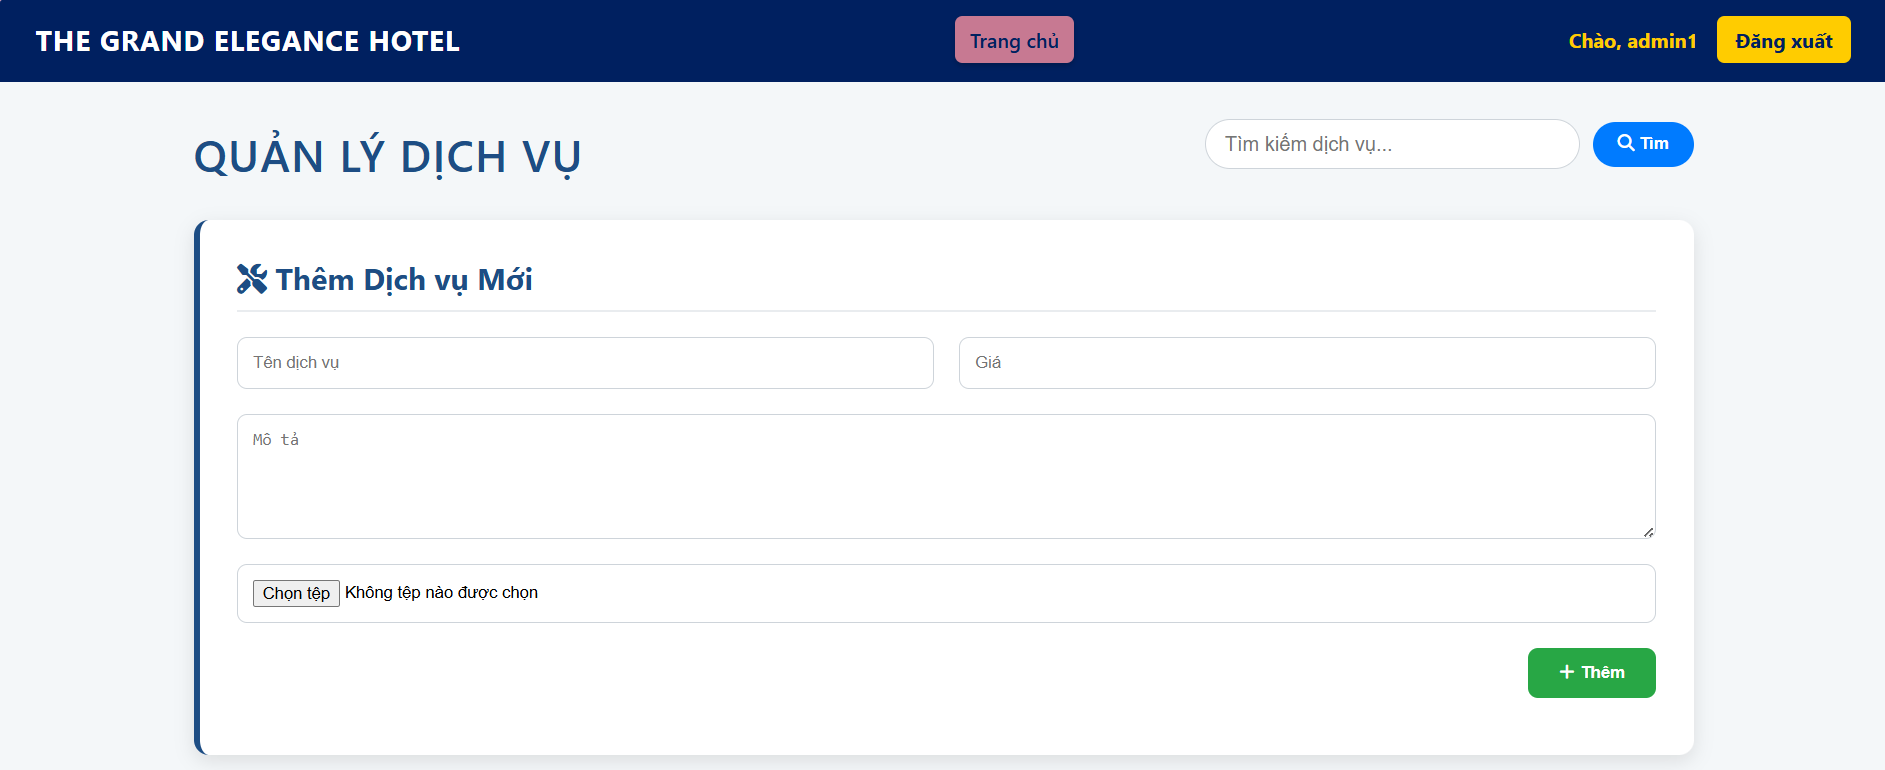 THE GRAND ELEGANCE HOTEL
Trang chủ
Chào, admin1
Đăng xuất
QUẢN LÝ DỊCH VỤ
Tìm kiếm dịch vụ...
Tìm
Thêm Dịch vụ Mới
Tên dịch vụ
Giá
Mô tả
Chọn tệp Không tệp nào được chọn
Thêm